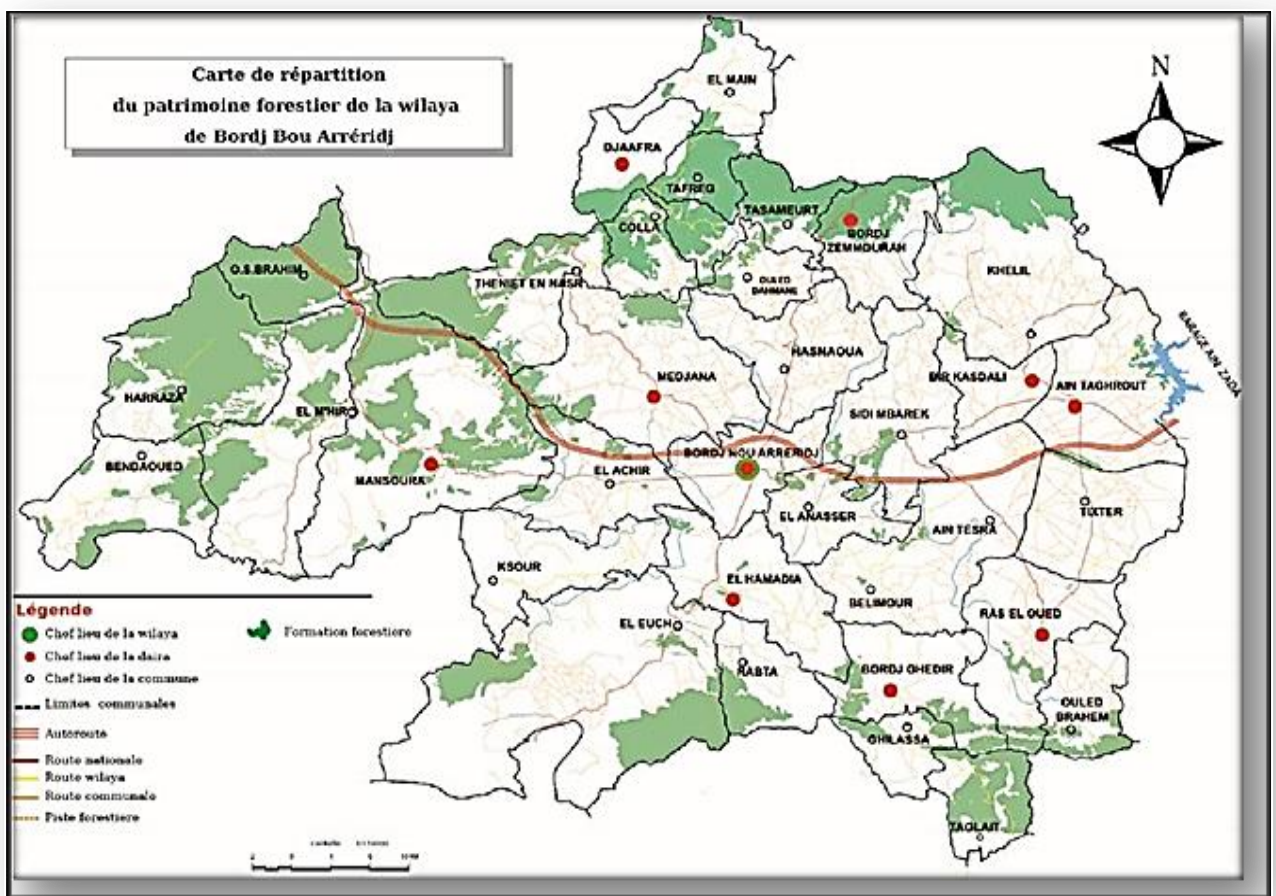 Carte de répartition
du patrimoine forestier de la wilaya
de Bordj Bou Arréridj
N
EL MAIN
DJAAFRA
TAFREG
TASAMEURT
COLLA
BORDJ
ZEMMOURAH
O.S.BRAHIM
THENIET EN NASR
OULED
DAHMANE
KHELIL
BARAGE AIN ZADA
HASNAOUA
MEDJANA
BIR KASDALI
AIN TAGHROUT
HARRAZA
EL M'HIR
SIDI MBAREK
BENDAOUED
MANSOURA
EL ACHIR
BORDJ BOU ARRERIDJ
EL ANASSER
AIN TESRA
TIXTER
KSOUR
EL HAMADIA
BELIMOUR
RAS EL OUED
EL EUCH
RABTA
BORDJ GHEDIR
OULED
BRAHEM
GHILASSA
TAGLAIT
Légende
Chef lieu de la wilaya
Formation forestiere
Chef lieu de la daira
Chef lieu de la commune
Limites communales
Autoroute
Route nationale
Route wilaya
Route communale
Piste forestiere